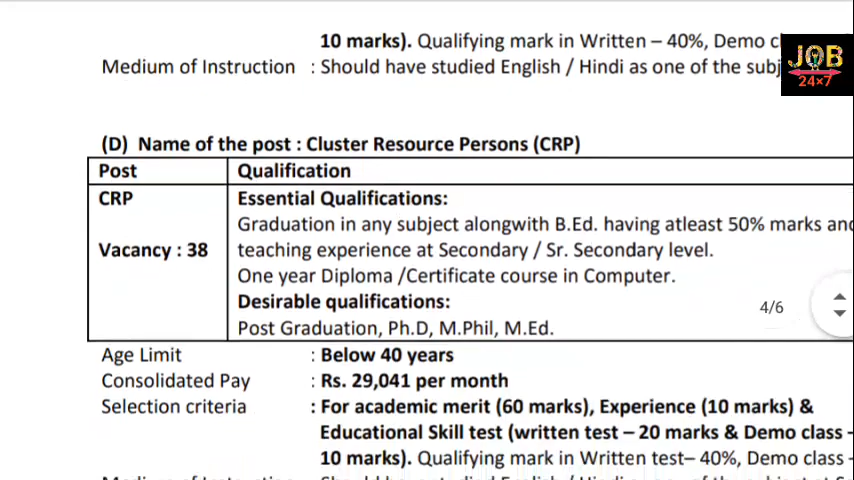 10 marks). Qualifying mark in Written – 40%, Demo
Medium of Instruction : Should have studied English / Hindi as one of the
JOB
24×7
(D) Name of the post : Cluster Resource Persons (CRP)
Post Qualification
CRP Essential Qualifications:
Graduation in any subject alongwith B.Ed. having atleast 50% marks and
Vacancy : 38 teaching experience at Secondary / Sr. Secondary level.
One year Diploma /Certificate course in Computer.
Desirable qualifications:
4/6
Post Graduation, Ph.D, M.Phil, M.Ed.
Age Limit : Below 40 years
Consolidated Pay : Rs. 29,041 per month
Selection criteria : For academic merit (60 marks), Experience (10 marks) &
Educational Skill test (written test – 20 marks & Demo class –
10 marks). Qualifying mark in Written test– 40%, Demo class –